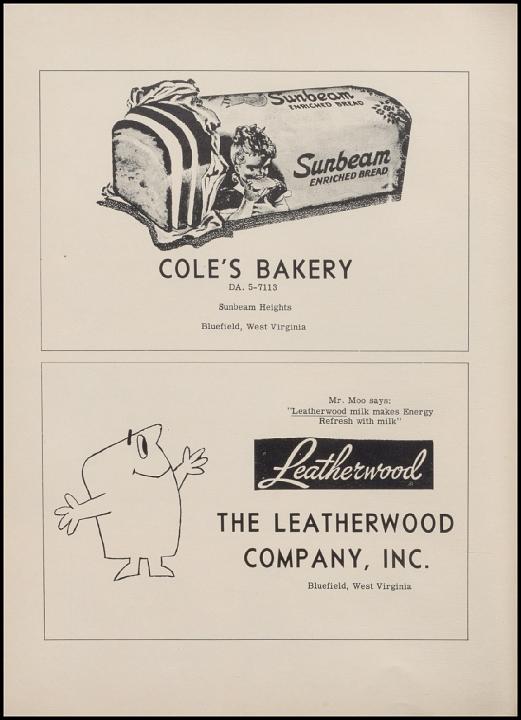 Sunbeam
ENRICHED BREAD
Sunbeam
ENRICHED BREAD
COLE'S BAKERY
DA. 5-7113
Sunbeam Heights
Bluefield, West Virginia
Mr. Moo says:
"Leatherwood milk makes Energy
Refresh with milk"
Leatherwood
THE LEATHERWOOD
COMPANY, INC.
Bluefield, West Virginia